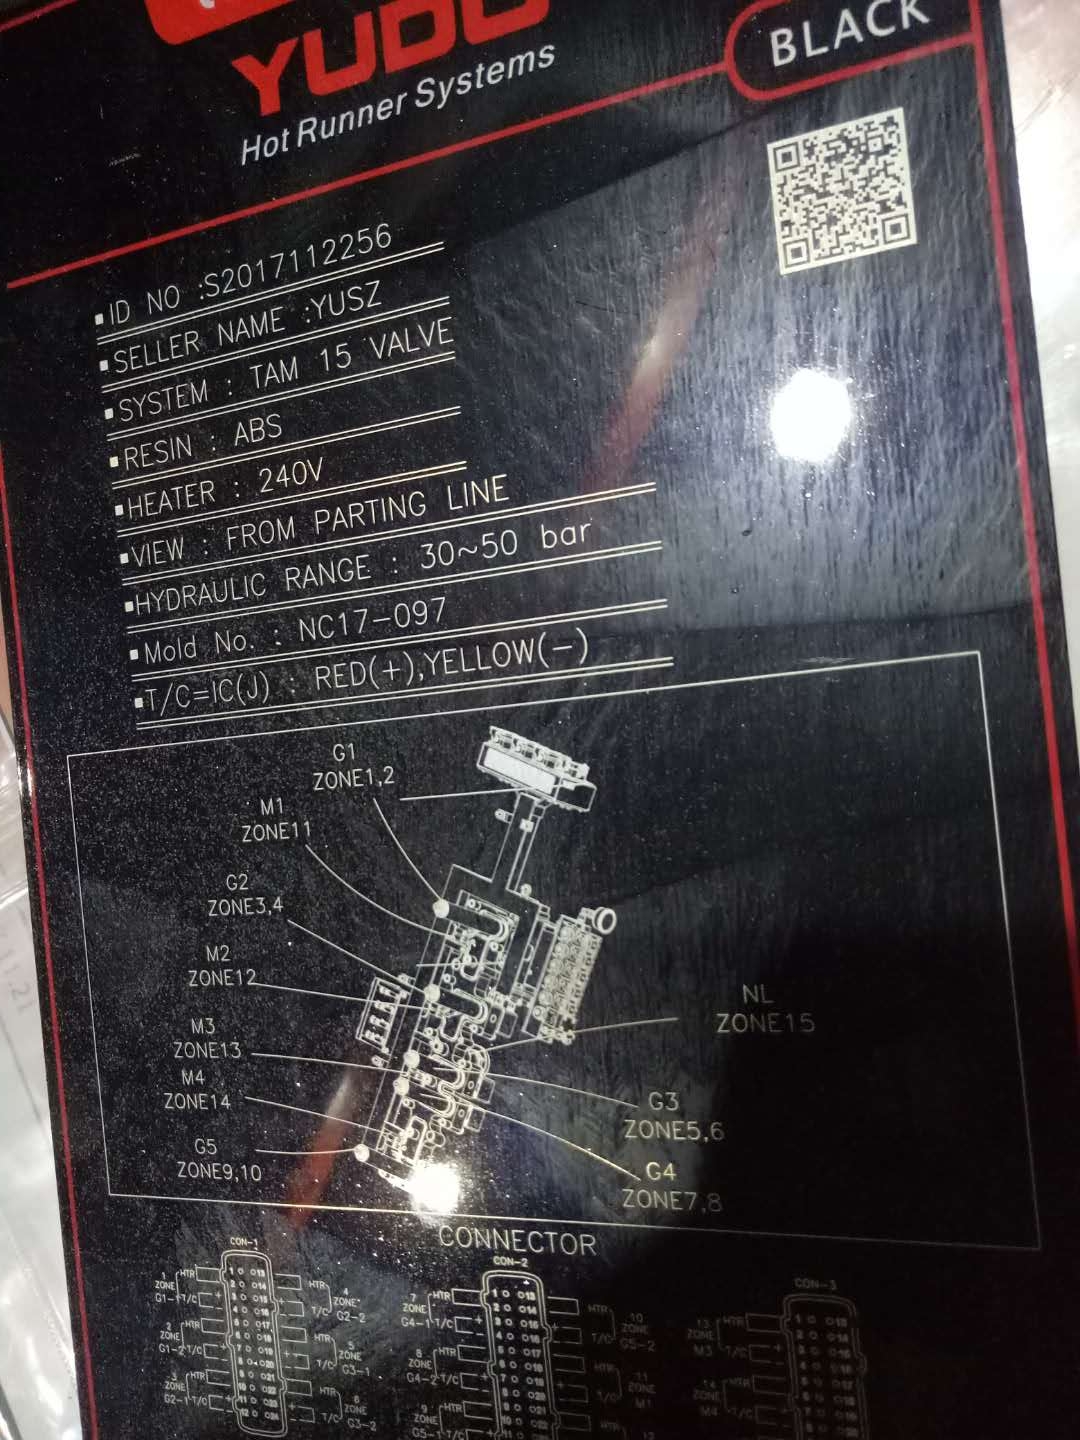 YUDO
BLACK
Hot Runner Systems
▪ID NO :S2017112256
▪SELLER NAME :YUSZ
▪SYSTEM : TAM 15 VALVE
▪RESIN : ABS
▪HEATER : 240V
▪VIEW : FROM PARTING LINE
▪HYDRAULIC RANGE : 30~50 bar
▪Mold No. : NC17-097
▪T/C=IC(J) : RED(+),YELLOW(-)
G1
ZONE1,2
M1
ZONE11
G2
ZONE3,4
M2
ZONE12
NL
ZONE15
M3
ZONE13
M4
ZONE14
G3
ZONE5,6
G5
ZONE9,10
G4
ZONE7,8
CONNECTOR
CON-1
CON-2
CON-3
1
ZONE
G1-1
HTR
T/C
4
ZONE
G2-2
HTR
T/C
2
ZONE
G1-2
HTR
T/C
5
ZONE
G3-1
HTR
T/C
3
ZONE
G2-1
HTR
T/C
6
ZONE
G3-2
HTR
T/C
7
ZONE
G4-1
HTR
T/C
10
ZONE
G5-2
HTR
T/C
8
ZONE
G4-2
HTR
T/C
11
ZONE
M1
HTR
T/C
9
ZONE
G5-1
HTR
T/C
12
13
ZONE
M3
HTR
T/C
14
ZONE
M4
HTR
T/C